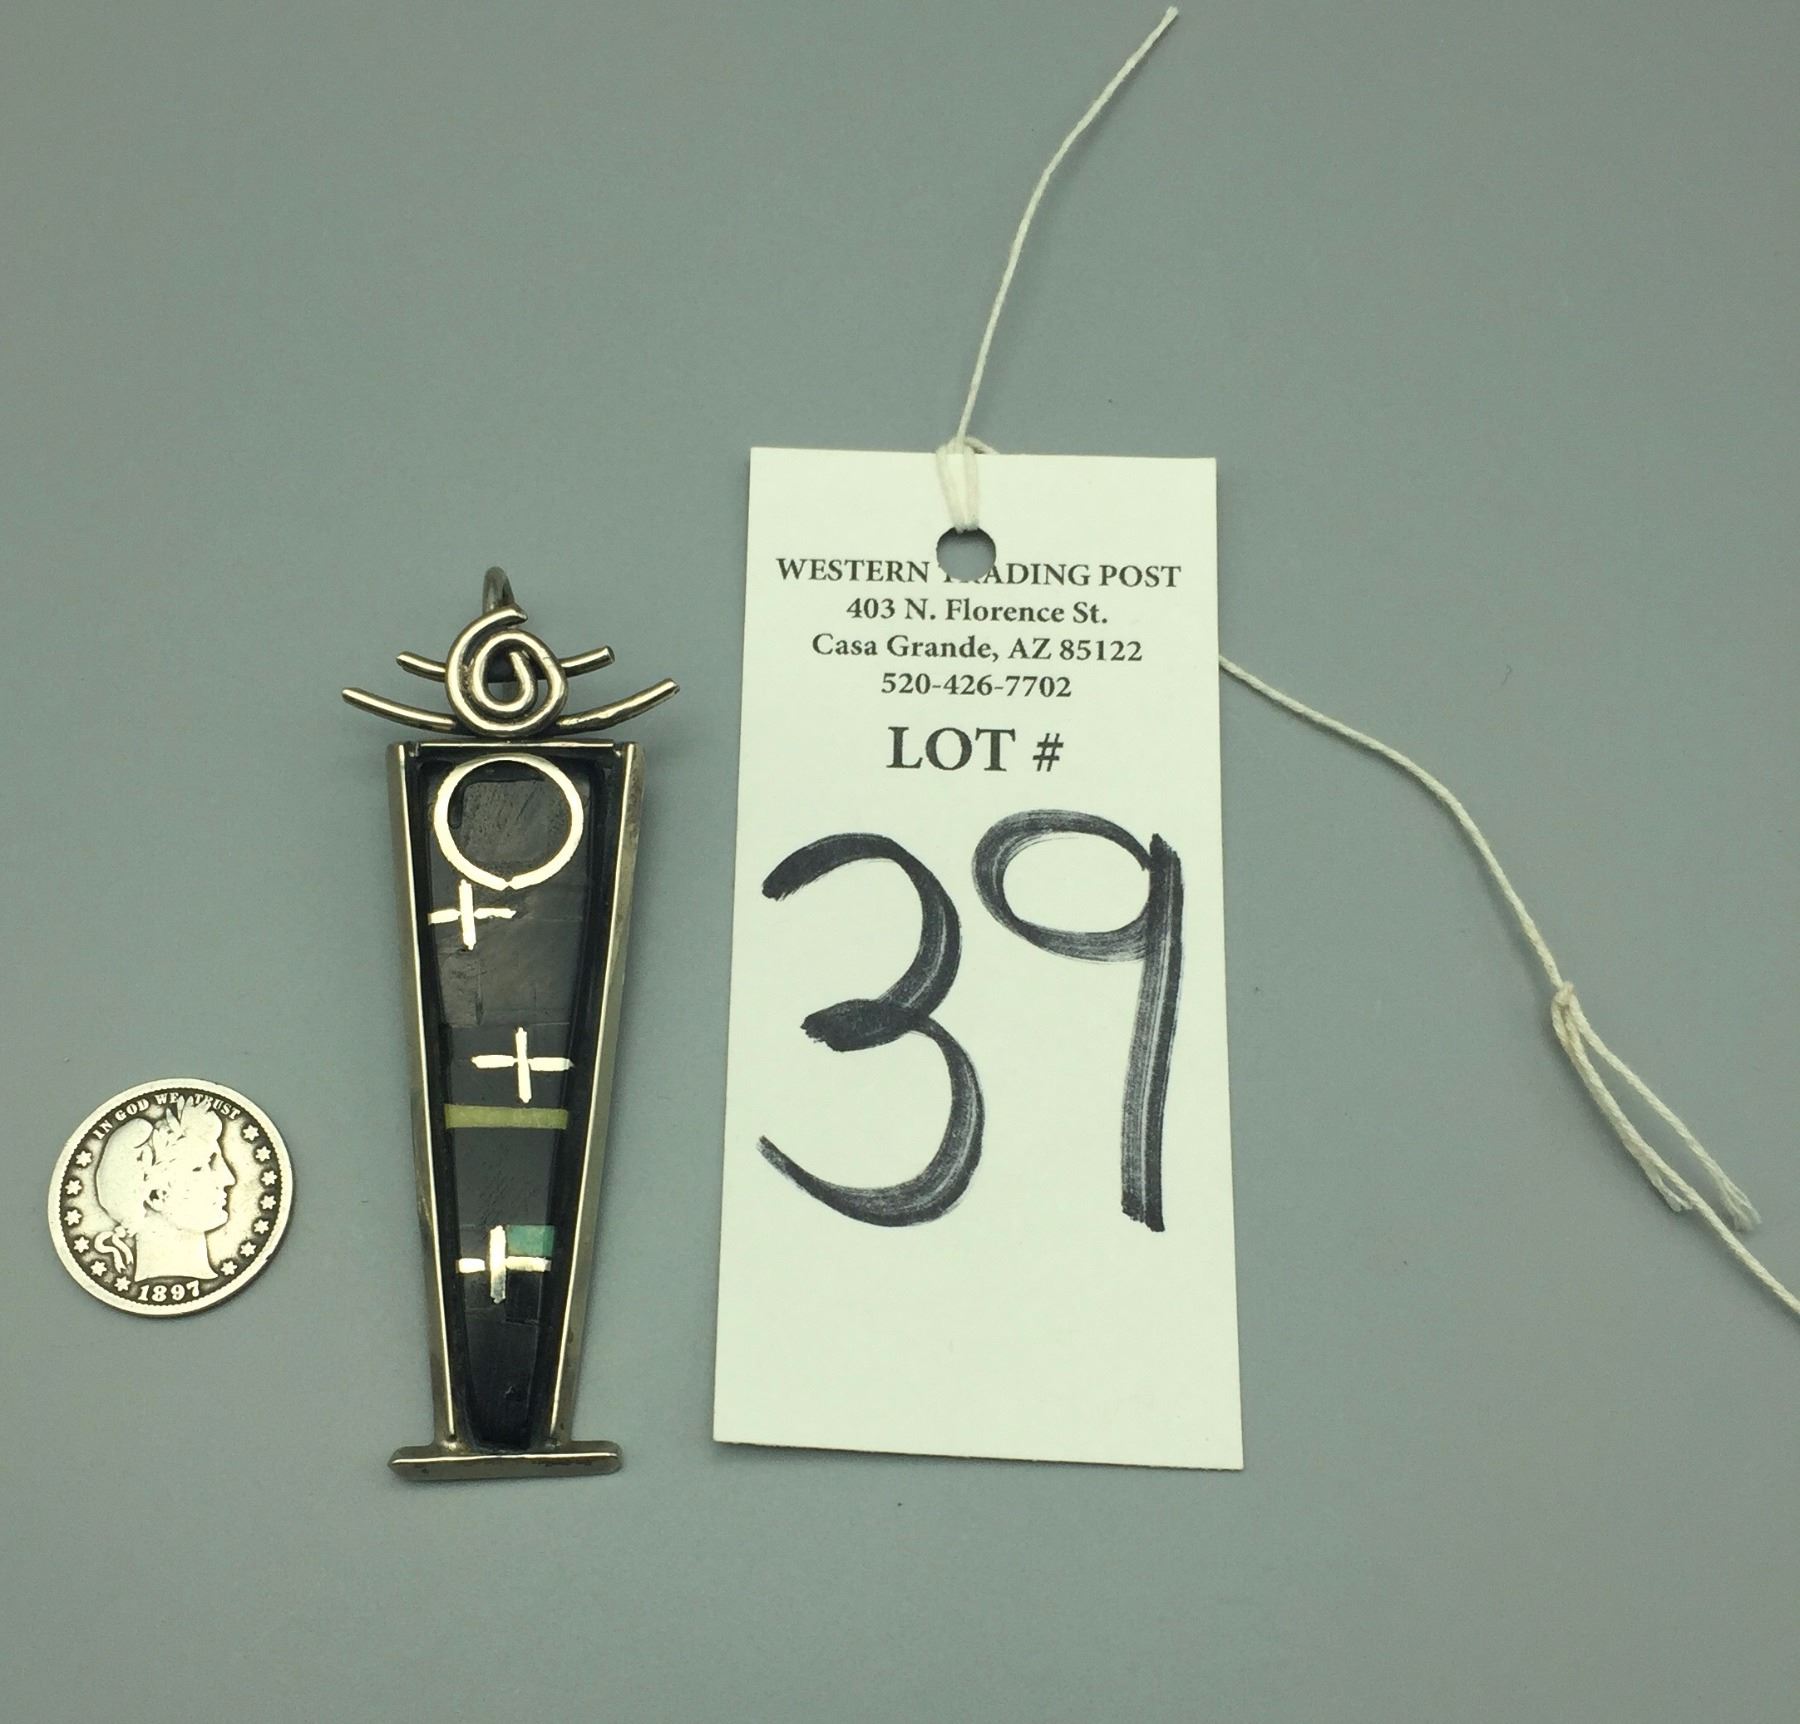 WESTERN TRADING POST
403 N. Florence St.
Casa Grande, AZ 85122
520-426-7702
LOT #
39
IN GOD WE TRUST
1897